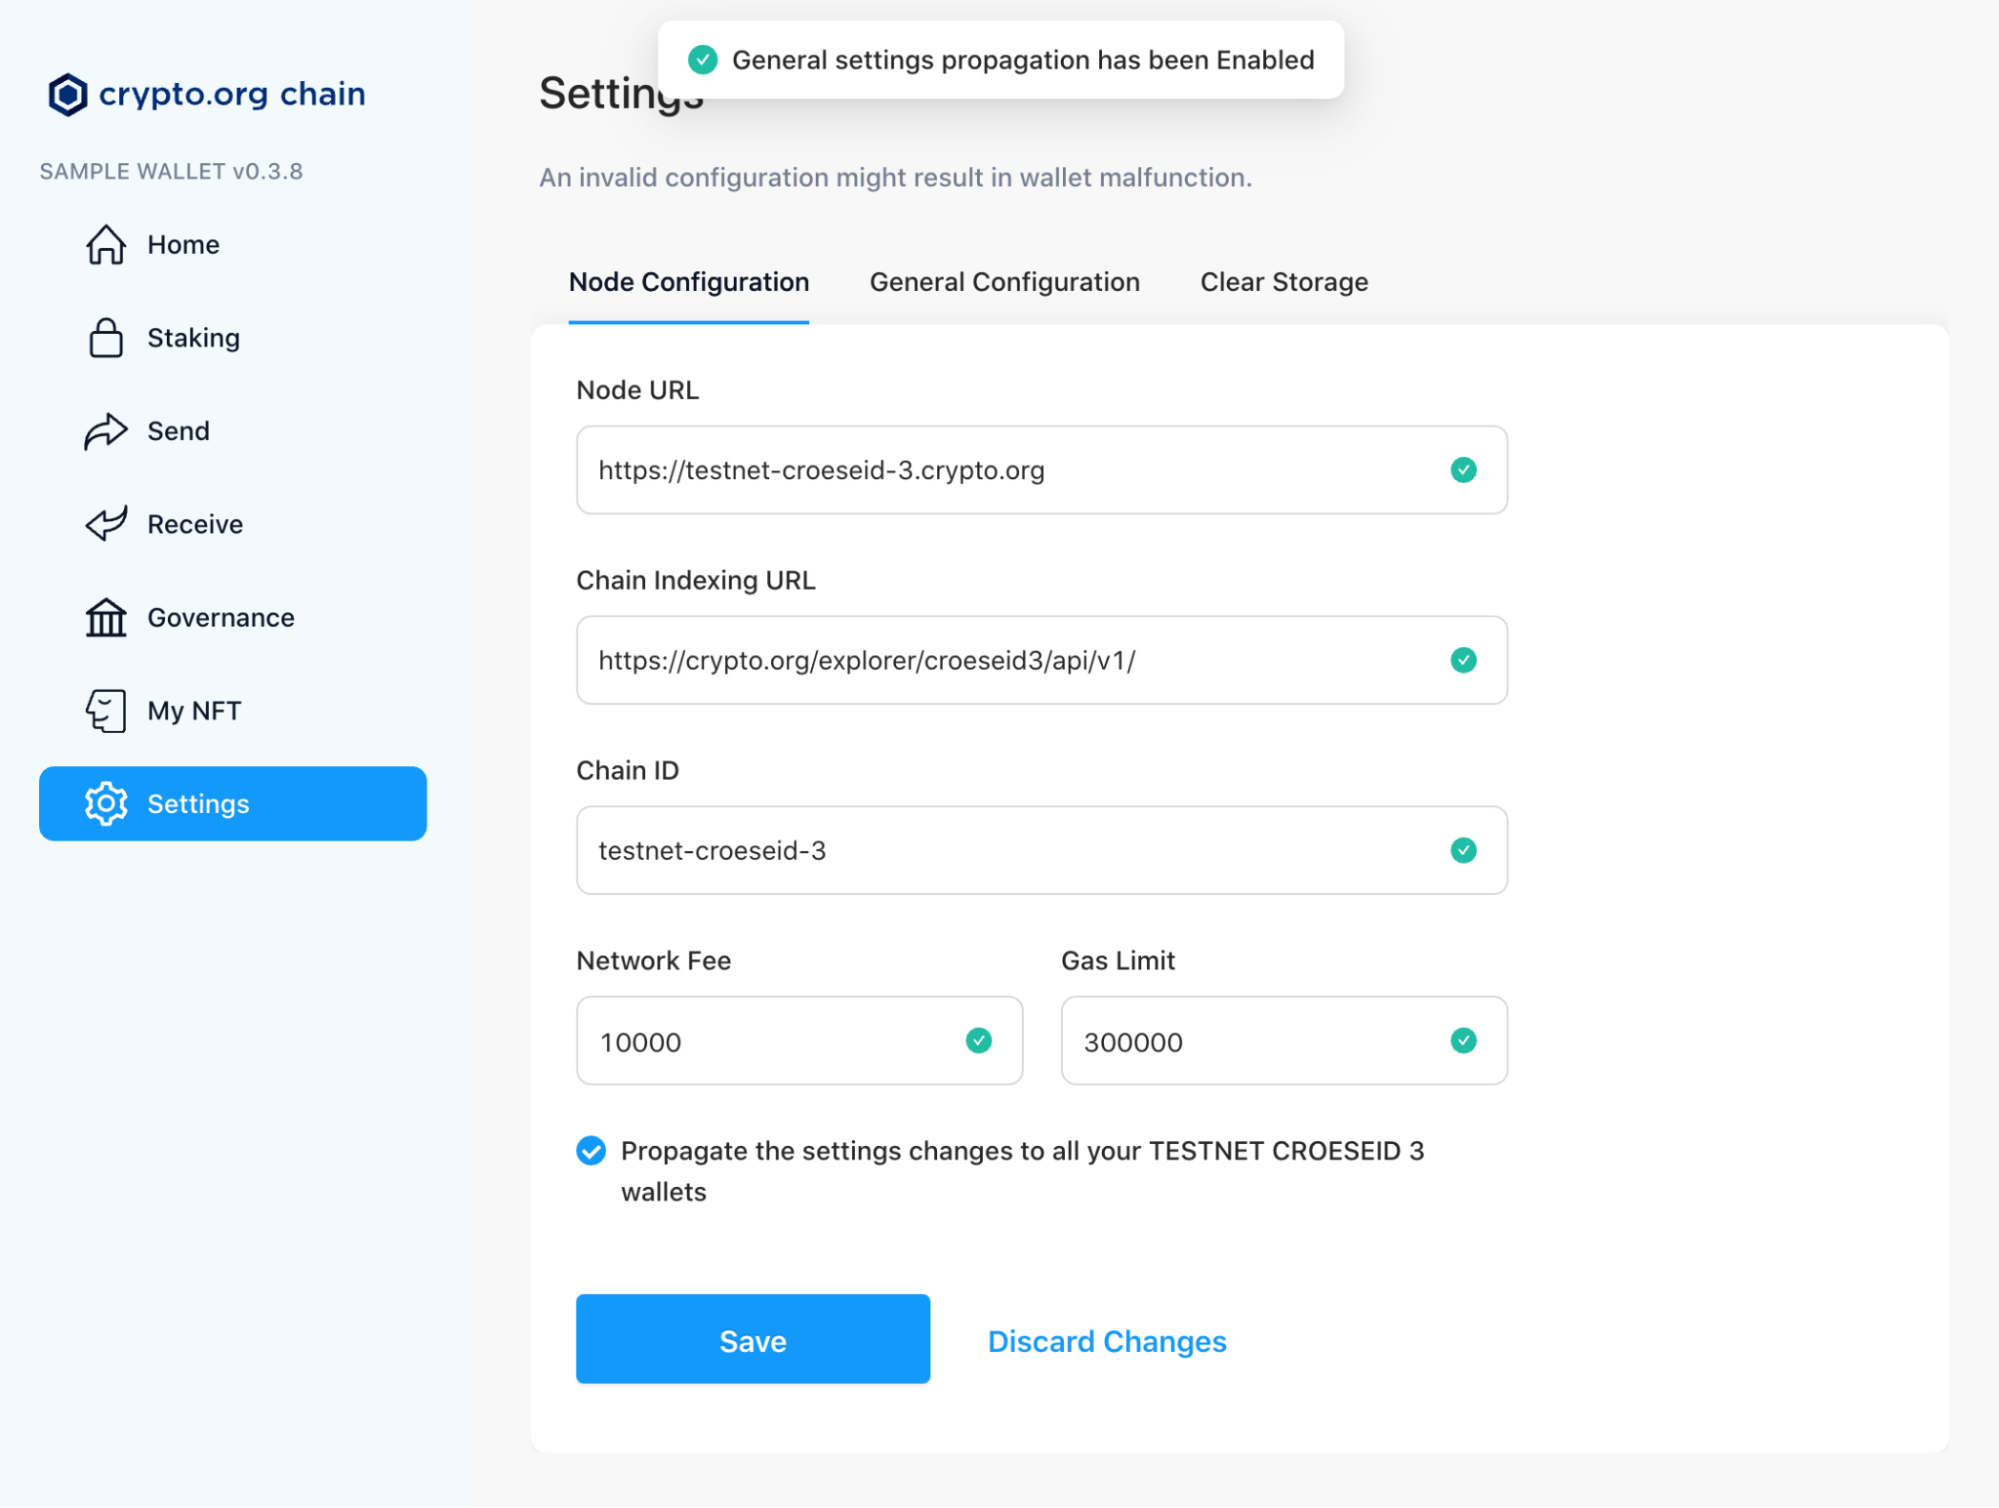 crypto.org chain
SAMPLE WALLET v0.3.8
Home
Staking
Send
Receive
Governance
My NFT
Settings
General settings propagation has been Enabled
Settings
An invalid configuration might result in wallet malfunction.
Node Configuration
General Configuration
Clear Storage
Node URL
https://testnet-croeseid-3.crypto.org
Chain Indexing URL
https://crypto.org/explorer/croeseid3/api/v1/
Chain ID
testnet-croeseid-3
Network Fee
Gas Limit
10000
300000
Propagate the settings changes to all your TESTNET CROESEID 3
wallets
Save
Discard Changes